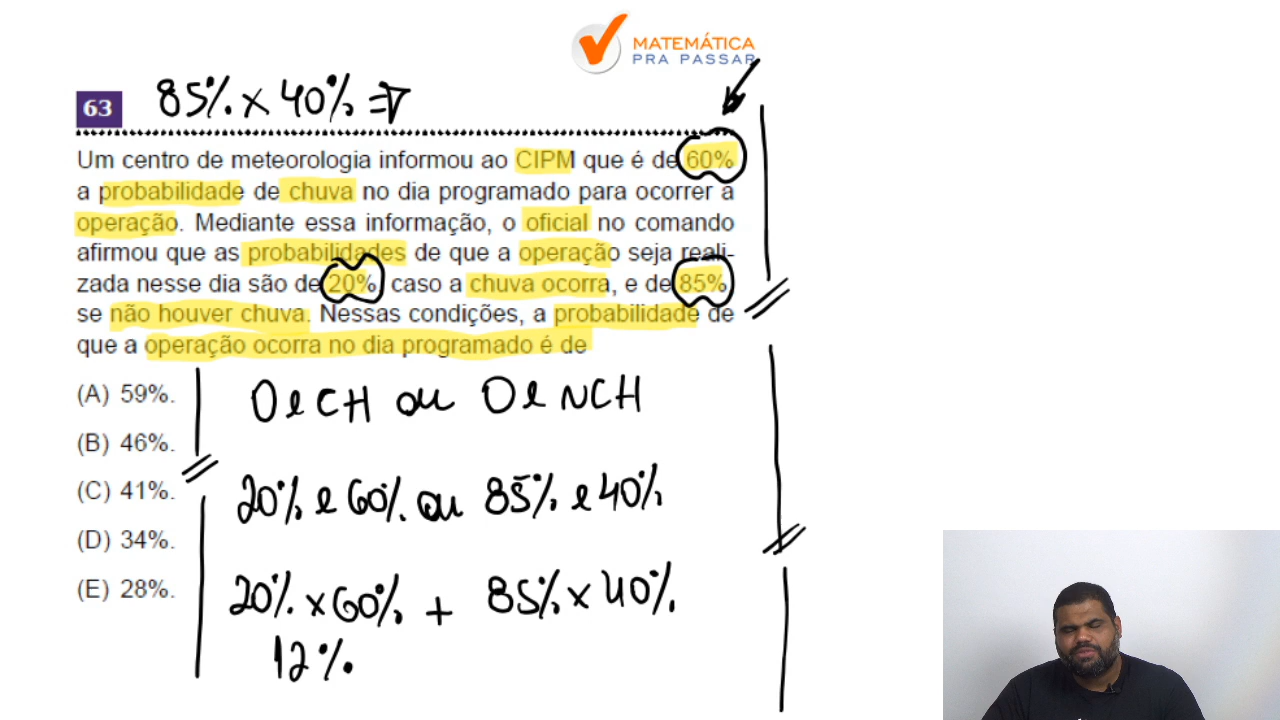 MATEMÁTICA
PRA PASSAR
63 85% x 40% ⇒
Um centro de meteorologia informou ao CIPM que é de 60%
a probabilidade de chuva no dia programado para ocorrer a
operação. Mediante essa informação, o oficial no comando
afirmou que as probabilidades de que a operação seja reali-
zada nesse dia são de 20%, caso a chuva ocorra, e de 85%
se não houver chuva. Nessas condições, a probabilidade de
que a operação ocorra no dia programado é de
(A) 59%.
(B) 46%.
(C) 41%.
(D) 34%.
(E) 28%.
O e CH ou O e NCH
20% e 60% ou 85% e 40%
20% x 60% + 85% x 40%
12%